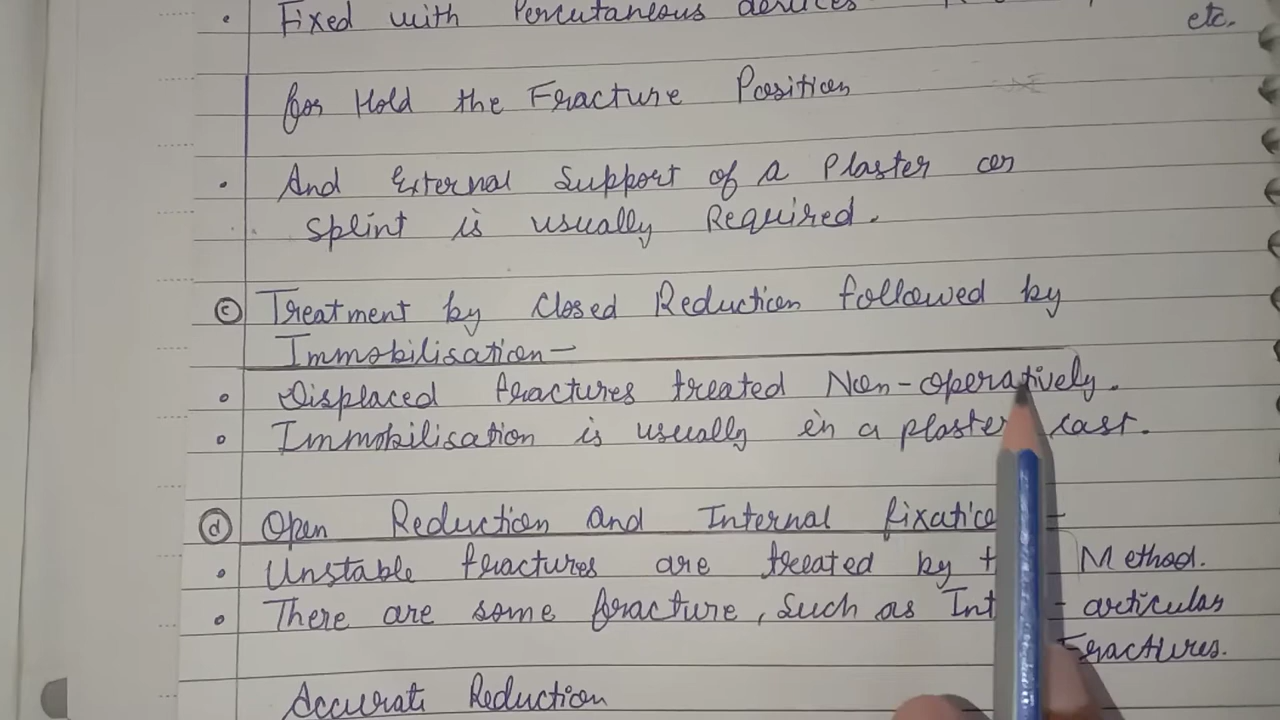 • Fixed with Percutaneous devices
etc.
for Hold the Fracture Position
• And External Support of a Plaster or
splint is usually Required.
(c) Treatment by Closed Reduction followed by
Immobilisation—
• Displaced fractures treated Non-operatively.
• Immobilisation is usually in a plaster cast.
(d) Open Reduction and Internal fixatio -
• Unstable fractures are treated by t Method.
• There are some fracture, Such as Int - articular
Fractures.
Accurate Reduction